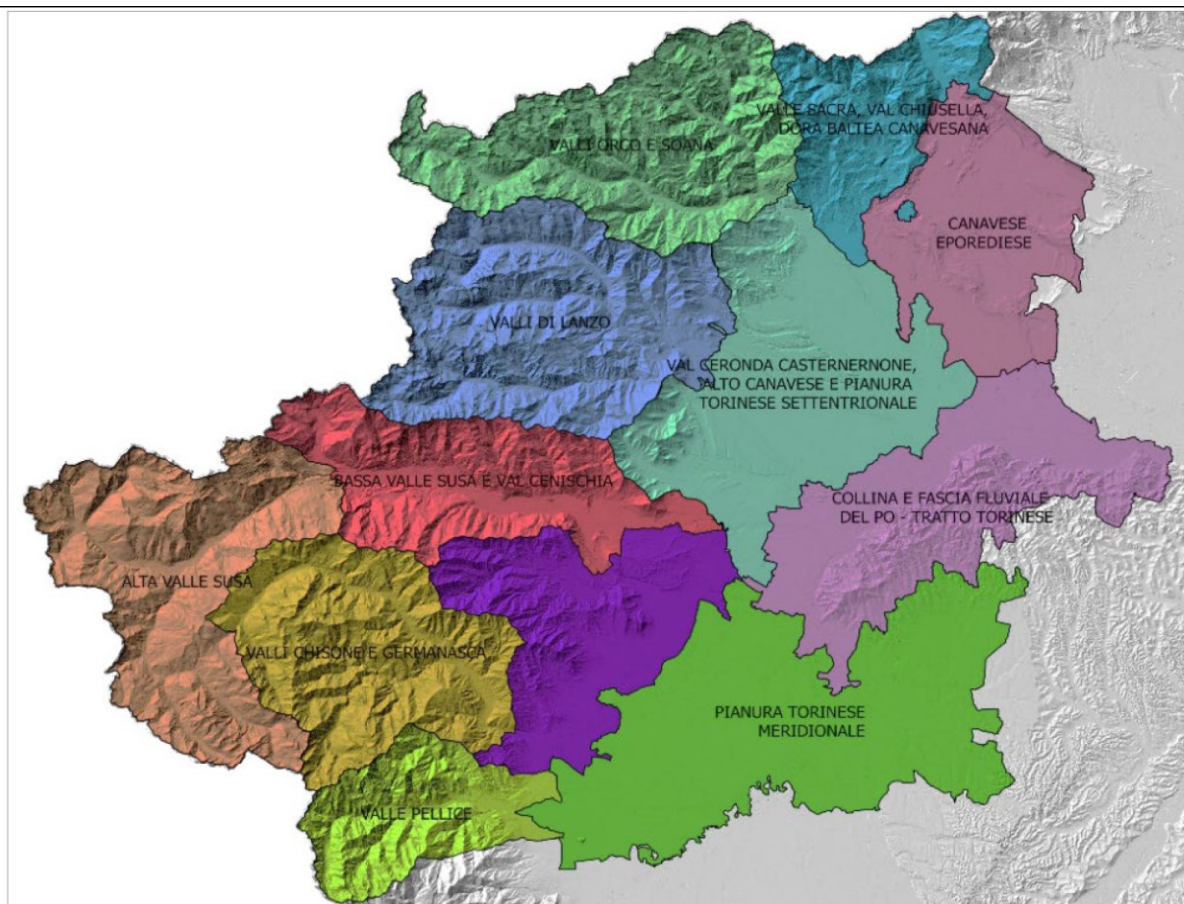 VALLE SACRA, VAL CHIUSELLA,
DORA BALTEA CANAVESANA
VALLI ORCO E SOANA
CANAVESE
EPOREDIESE
VALLI DI LANZO
VAL CERONDA CASTERNERNONE,
ALTO CANAVESE E PIANURA
TORINESE SETTENTRIONALE
BASSA VALLE SUSA E VAL CENISCHIA
COLLINA E FASCIA FLUVIALE
DEL PO - TRATTO TORINESE
ALTA VALLE SUSA
VALLI CHISONE E GERMANASCA
PIANURA TORINESE
MERIDIONALE
VALLE PELLICE